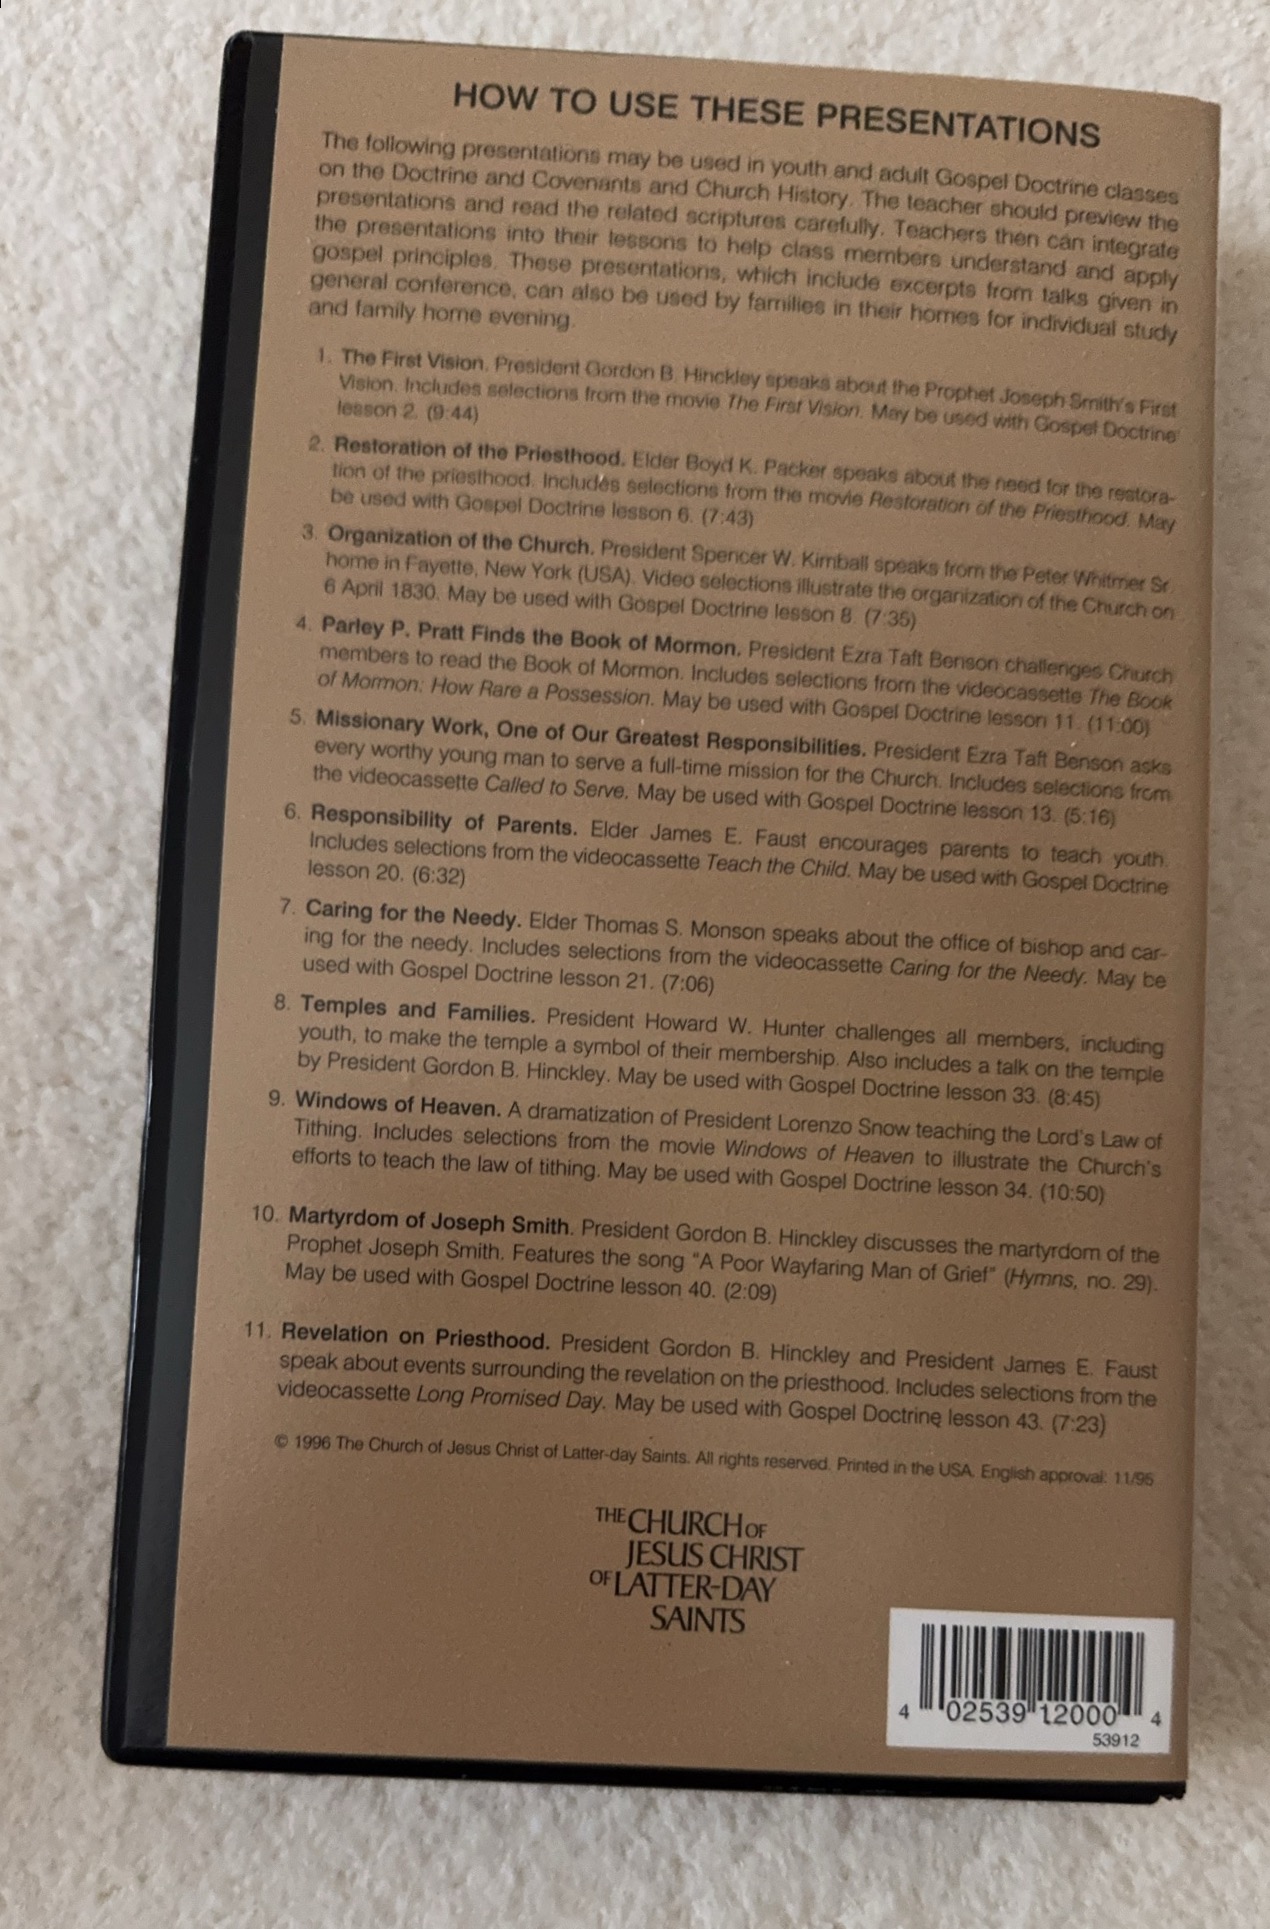 HOW TO USE THESE PRESENTATIONS
The following presentations may be used in youth and adult Gospel Doctrine classes
on the Doctrine and Covenants and Church History. The teacher should preview the
presentations and read the related scriptures carefully. Teachers then can integrate
the presentations into their lessons to help class members understand and apply
gospel principles. These presentations, which include excerpts from talks given in
general conference, can also be used by families in their homes for individual study
and family home evening.
1. The First Vision. President Gordon B. Hinckley speaks about the Prophet Joseph Smith's First
Vision. Includes selections from the movie The First Vision. May be used with Gospel Doctrine
lesson 2. (9:44)
2. Restoration of the Priesthood. Elder Boyd K. Packer speaks about the need for the restora-
tion of the priesthood. Includes selections from the movie Restoration of the Priesthood. May
be used with Gospel Doctrine lesson 6. (7:43)
3. Organization of the Church. President Spencer W. Kimball speaks from the Peter Whitmer Sr.
home in Fayette, New York (USA). Video selections illustrate the organization of the Church on
6 April 1830. May be used with Gospel Doctrine lesson 8. (7:35)
4. Parley P. Pratt Finds the Book of Mormon. President Ezra Taft Benson challenges Church
members to read the Book of Mormon. Includes selections from the videocassette The Book
of Mormon: How Rare a Possession. May be used with Gospel Doctrine lesson 11. (11:00)
5. Missionary Work, One of Our Greatest Responsibilities. President Ezra Taft Benson asks
every worthy young man to serve a full-time mission for the Church. Includes selections from
the videocassette Called to Serve. May be used with Gospel Doctrine lesson 13. (5:16)
6. Responsibility of Parents. Elder James E. Faust encourages parents to teach youth.
Includes selections from the videocassette Teach the Child. May be used with Gospel Doctrine
lesson 20. (6:32)
7. Caring for the Needy. Elder Thomas S. Monson speaks about the office of bishop and car-
ing for the needy. Includes selections from the videocassette Caring for the Needy. May be
used with Gospel Doctrine lesson 21. (7:06)
8. Temples and Families. President Howard W. Hunter challenges all members, including
youth, to make the temple a symbol of their membership. Also includes a talk on the temple
by President Gordon B. Hinckley. May be used with Gospel Doctrine lesson 33. (8:45)
9. Windows of Heaven. A dramatization of President Lorenzo Snow teaching the Lord's Law of
Tithing. Includes selections from the movie Windows of Heaven to illustrate the Church's
efforts to teach the law of tithing. May be used with Gospel Doctrine lesson 34. (10:50)
10. Martyrdom of Joseph Smith. President Gordon B. Hinckley discusses the martyrdom of the
Prophet Joseph Smith. Features the song "A Poor Wayfaring Man of Grief" (Hymns, no. 29).
May be used with Gospel Doctrine lesson 40. (2:09)
11. Revelation on Priesthood. President Gordon B. Hinckley and President James E. Faust
speak about events surrounding the revelation on the priesthood. Includes selections from the
videocassette Long Promised Day. May be used with Gospel Doctrine lesson 43. (7:23)
© 1996 The Church of Jesus Christ of Latter-day Saints. All rights reserved. Printed in the USA. English approval: 11/95
THE CHURCH OF
JESUS CHRIST
OF LATTER-DAY
SAINTS
4 02539 12000 4
53912